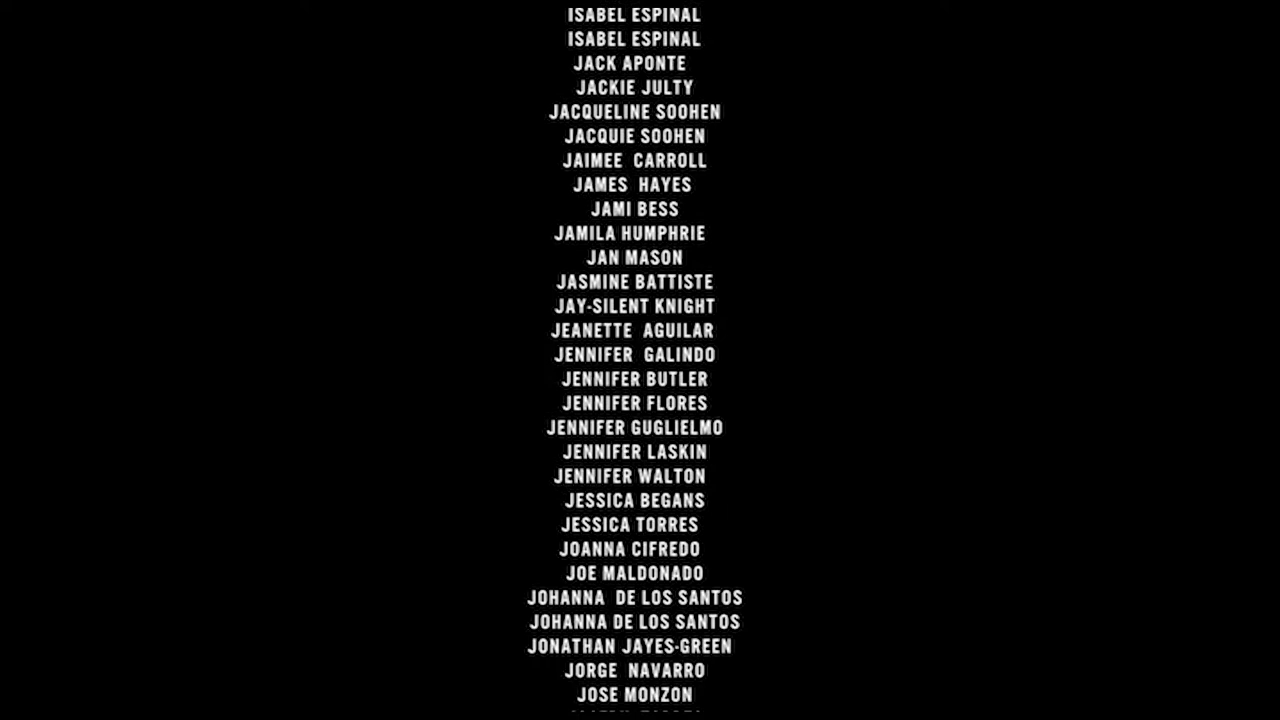 ISABEL ESPINAL
ISABEL ESPINAL
JACK APONTE
JACKIE JULTY
JACQUELINE SOOHEN
JACQUIE SOOHEN
JAIMEE CARROLL
JAMES HAYES
JAMI BESS
JAMILA HUMPHRIE
JAN MASON
JASMINE BATTISTE
JAY-SILENT KNIGHT
JEANETTE AGUILAR
JENNIFER GALINDO
JENNIFER BUTLER
JENNIFER FLORES
JENNIFER GUGLIELMO
JENNIFER LASKIN
JENNIFER WALTON
JESSICA BEGANS
JESSICA TORRES
JOANNA CIFREDO
JOE MALDONADO
JOHANNA DE LOS SANTOS
JOHANNA DE LOS SANTOS
JONATHAN JAYES-GREEN
JORGE NAVARRO
JOSE MONZON